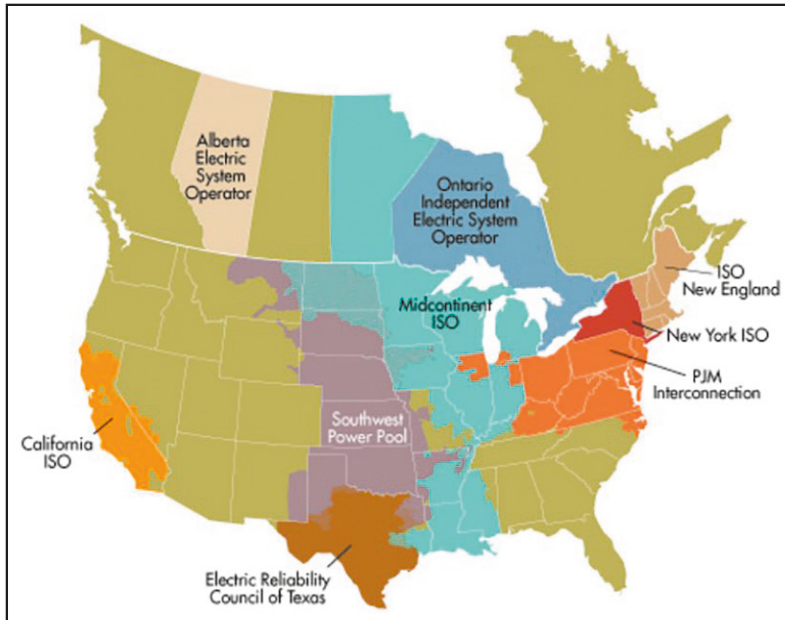 Alberta
Electric
System
Operator
Ontario
Independent
Electric System
Operator
ISO
New England
Midcontinent
ISO
New York ISO
PJM
Interconnection
Southwest
Power Pool
California
ISO
Electric Reliability
Council of Texas